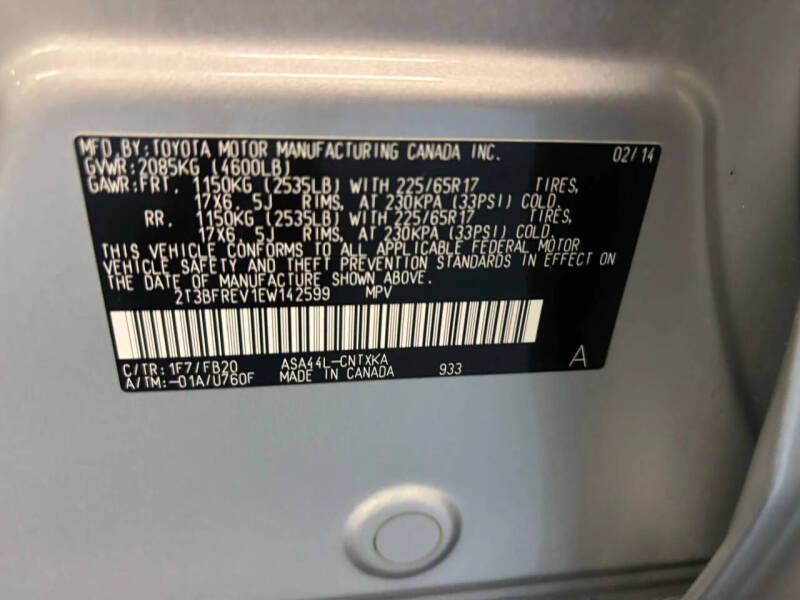 MFD. BY: TOYOTA MOTOR MANUFACTURING CANADA INC. 02/14
GVWR: 2085KG (4600LB)
GAWR: FRT. 1150KG (2535LB) WITH 225/65R17 TIRES,
17X6. 5J RIMS, AT 230KPA (33PSI) COLD.
RR. 1150KG (2535LB) WITH 225/65R17 TIRES,
17X6. 5J RIMS, AT 230KPA (33PSI) COLD.
THIS VEHICLE CONFORMS TO ALL APPLICABLE FEDERAL MOTOR
VEHICLE SAFETY AND THEFT PREVENTION STANDARDS IN EFFECT ON
THE DATE OF MANUFACTURE SHOWN ABOVE.
2T3BFREV1EW142599 MPV
C/TR: 1F7/FB20 ASA44L-CNTXKA
A/TM: -01A/U760F MADE IN CANADA 933 A